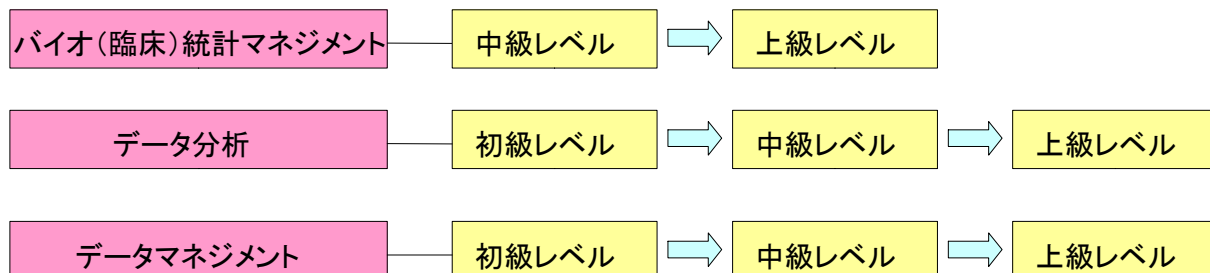 バイオ(臨床)統計マネジメント 中級レベル 上級レベル
データ分析 初級レベル 中級レベル 上級レベル
データマネジメント 初級レベル 中級レベル 上級レベル